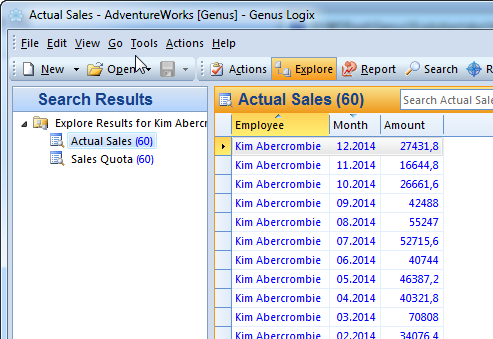 Actual Sales - AdventureWorks [Genus] - Genus Logix
File Edit View Go Tools Actions Help
New Open Actions Explore Report Search R
Search Results
Explore Results for Kim Abercr
Actual Sales (60)
Sales Quota (60)
Actual Sales (60) Search Actual Sa
Employee Month Amount
Kim Abercrombie 12.2014 27431,8
Kim Abercrombie 11.2014 16644,8
Kim Abercrombie 10.2014 26661,6
Kim Abercrombie 09.2014 42488
Kim Abercrombie 08.2014 55247
Kim Abercrombie 07.2014 52715,6
Kim Abercrombie 06.2014 40744
Kim Abercrombie 05.2014 46387,2
Kim Abercrombie 04.2014 40321,8
Kim Abercrombie 03.2014 70808
Kim Abercrombie 02.2014 34076,4